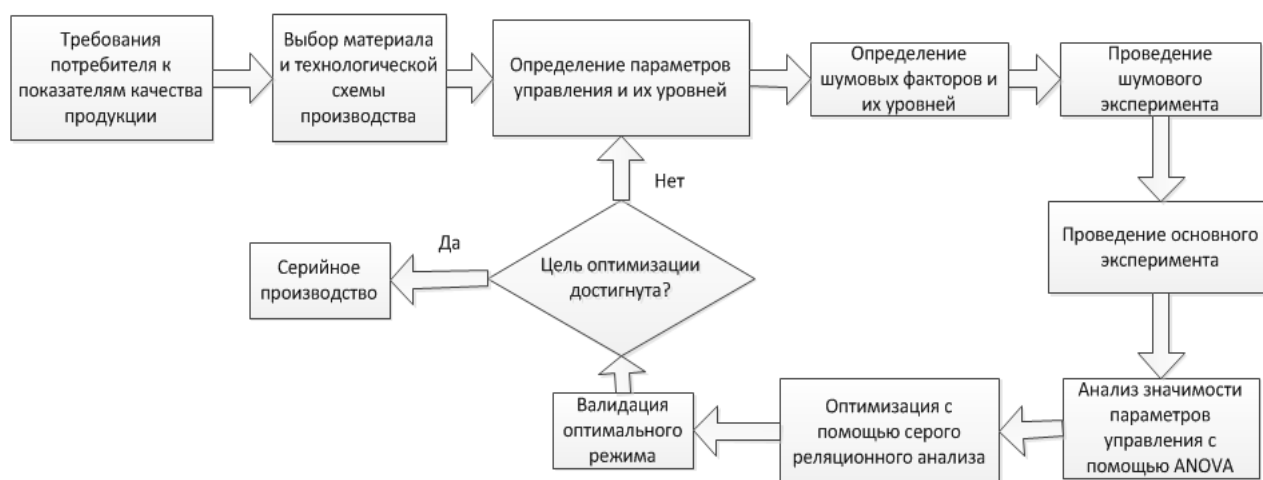 Требования
потребителя к
показателям качества
продукции
Выбор материала
и технологической
схемы
производства
Определение параметров
управления и их уровней
Определение
шумовых факторов и
их уровней
Проведение
шумового
эксперимента
Проведение основного
эксперимента
Анализ значимости
параметров
управления с
помощью ANOVA
Оптимизация с
помощью серого
реляционного анализа
Валидация
оптимального
режима
Цель оптимизации
достигнута?
Нет
Да
Серийное
производство